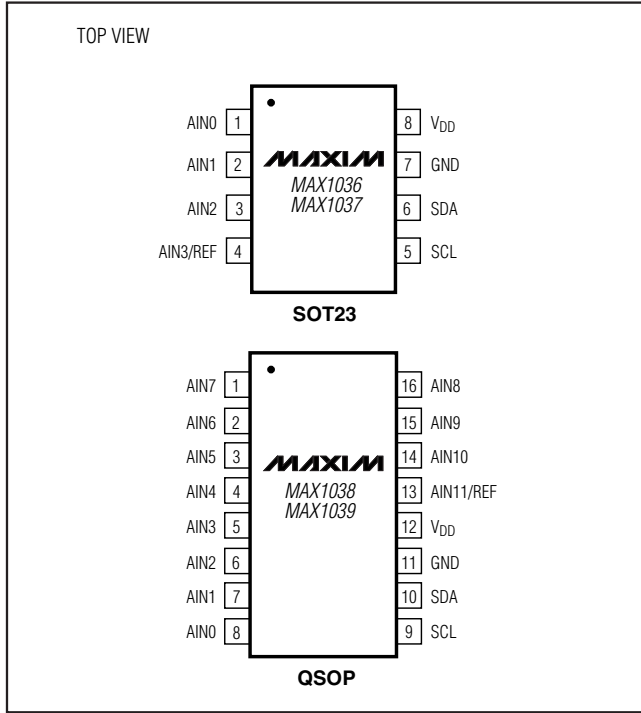 TOP VIEW
AIN0 1
8 VDD
AIN1 2
MAXIM
7 GND
MAX1036
MAX1037
AIN2 3
6 SDA
AIN3/REF 4
5 SCL
SOT23
AIN7 1
16 AIN8
AIN6 2
15 AIN9
AIN5 3
MAXIM
14 AIN10
AIN4 4
MAX1038
13 AIN11/REF
MAX1039
AIN3 5
12 VDD
AIN2 6
11 GND
AIN1 7
10 SDA
AIN0 8
9 SCL
QSOP